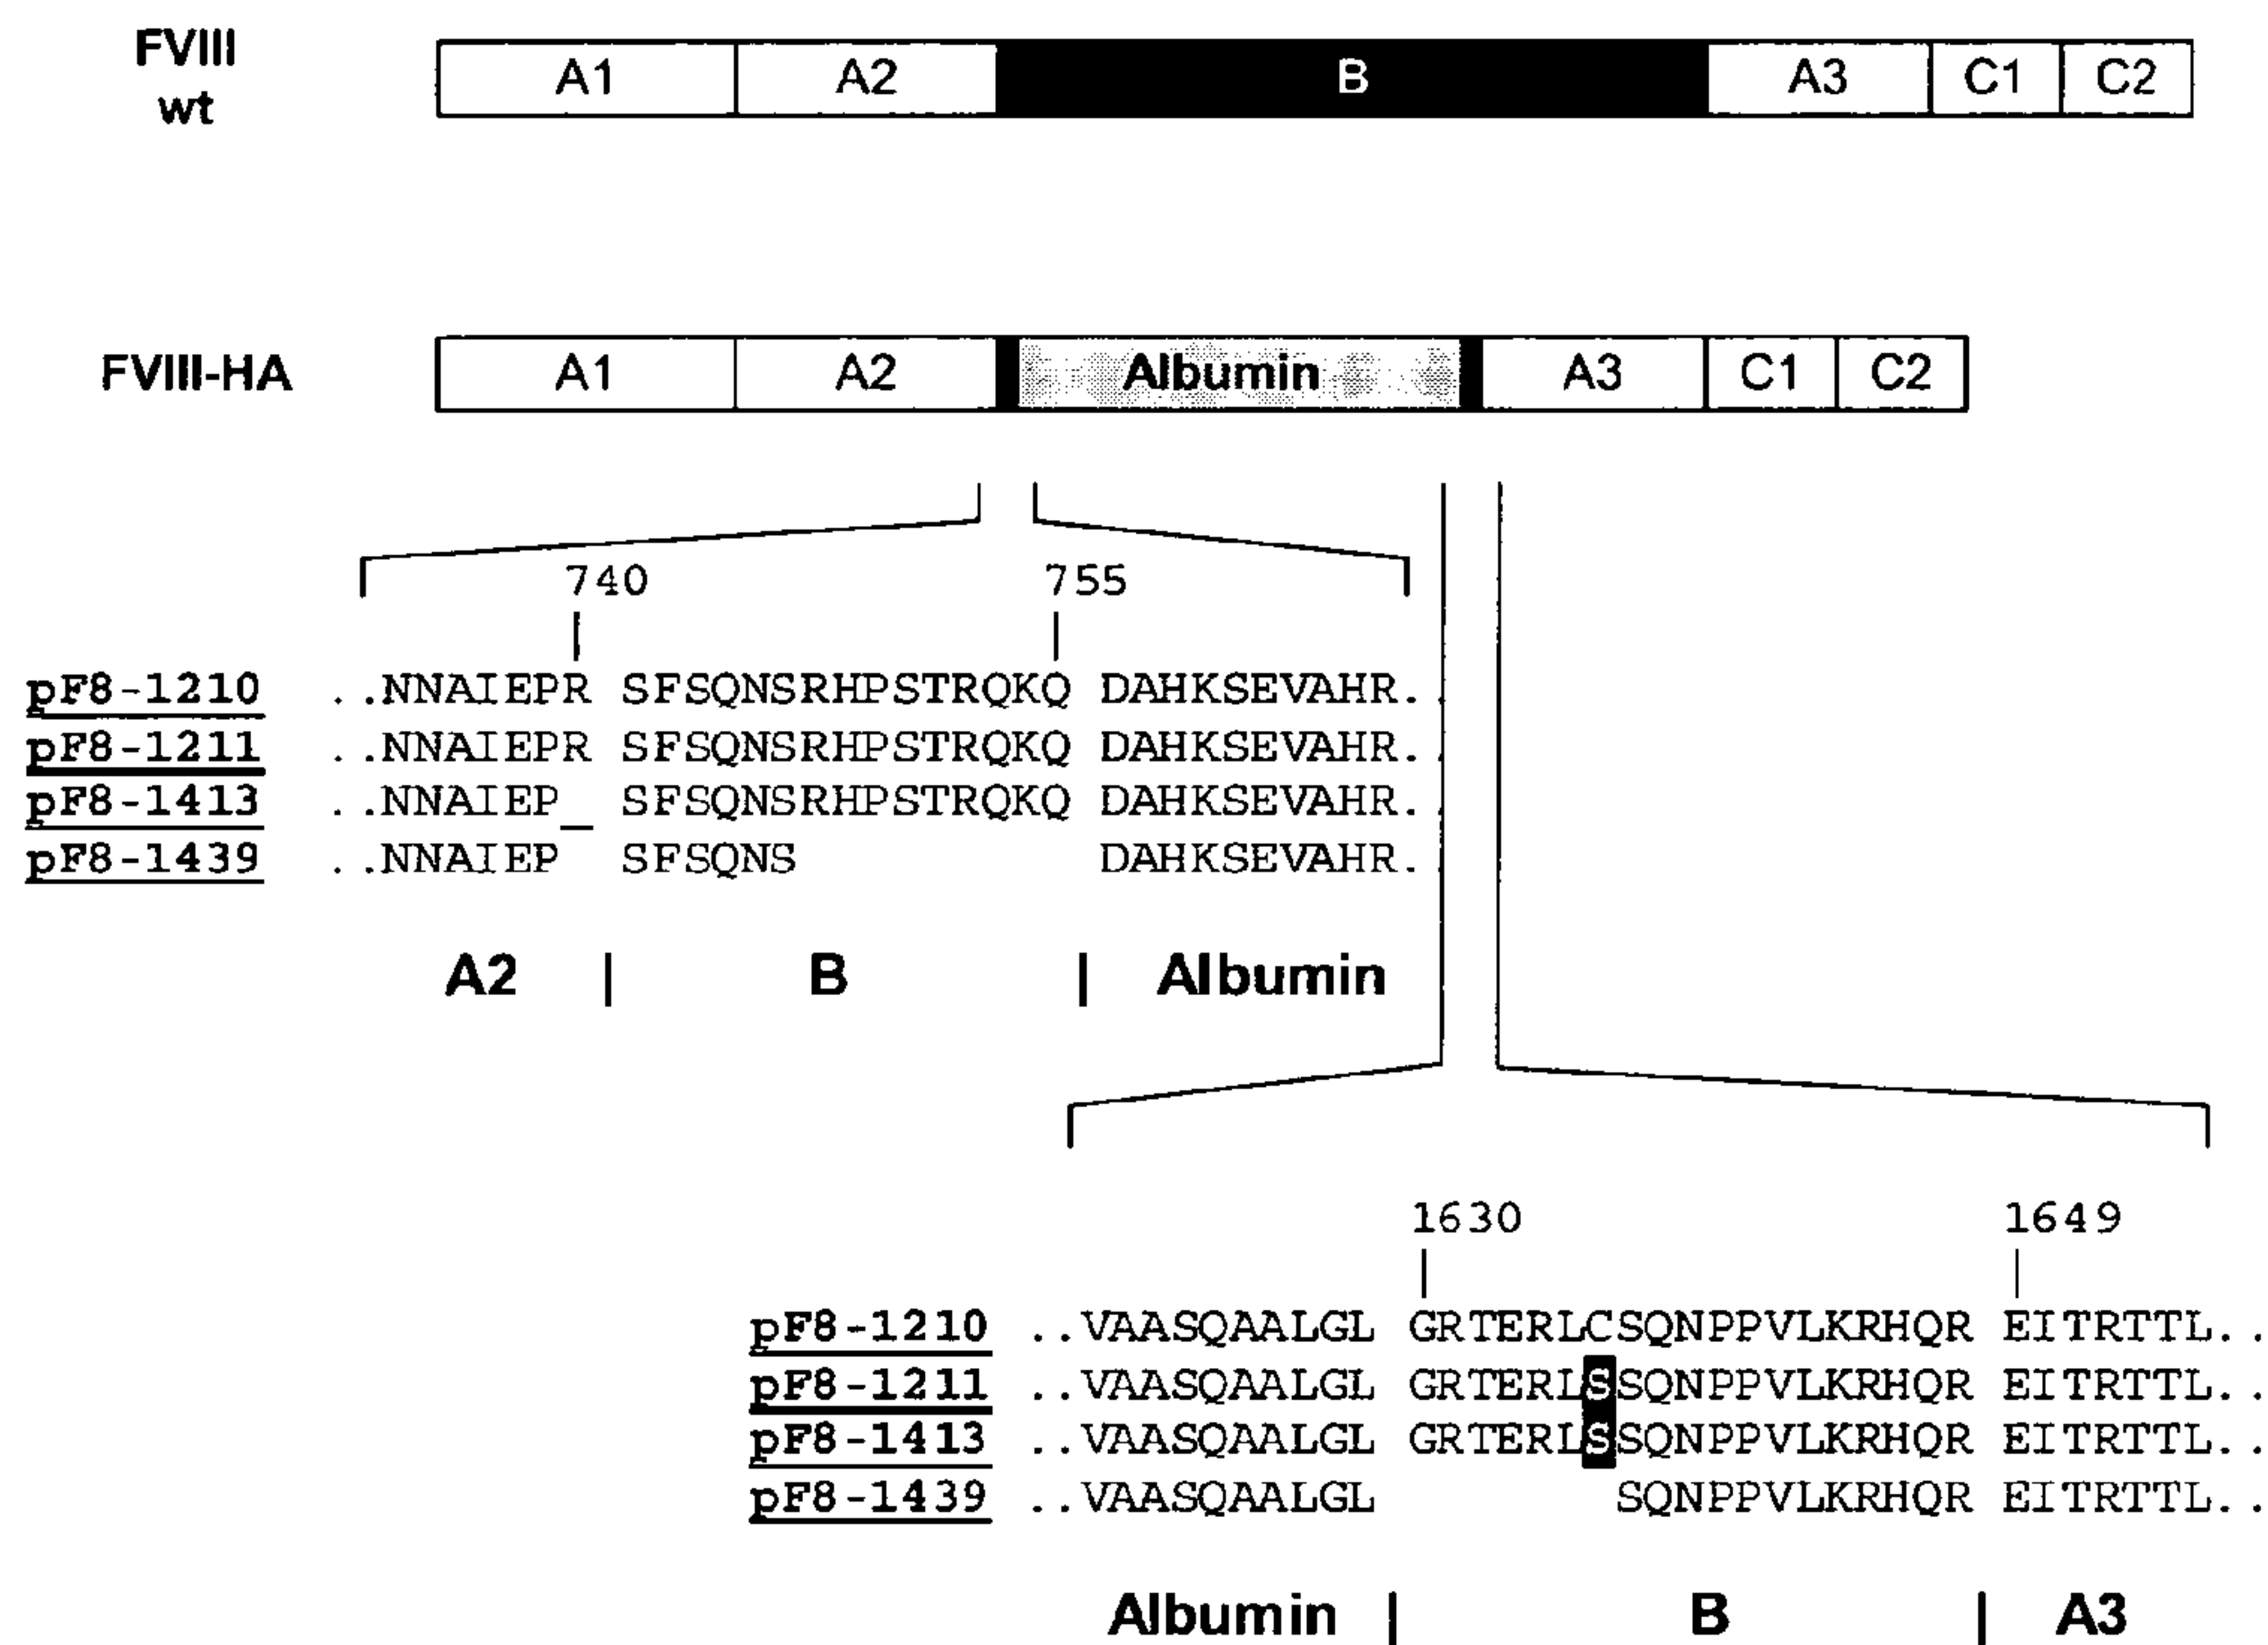 FVIII
wt
A1 A2 B A3 C1 C2
FVIII-HA
A1 A2 Albumin A3 C1 C2
740 755
pF8-1210 ..NNAIEPR SFSQNSRHPSTRQKQ DAHKSEVAHR..
pF8-1211 ..NNAIEPR SFSQNSRHPSTRQKQ DAHKSEVAHR..
pF8-1413 ..NNAIEP_ SFSQNSRHPSTRQKQ DAHKSEVAHR.
pF8-1439 ..NNAIEP SFSQNS DAHKSEVAHR.
A2 | B | Albumin
1630 1649
pF8-1210 ..VAASQAALGL GRTERLCSQNPPVLKRHQR EITRTTL..
pF8-1211 ..VAASQAALGL GRTERLSSQNPPVLKRHQR EITRTTL..
pF8-1413 ..VAASQAALGL GRTERLSSQNPPVLKRHQR EITRTTL..
pF8-1439 ..VAASQAALGL SQNPPVLKRHQR EITRTTL..
Albumin | B | A3